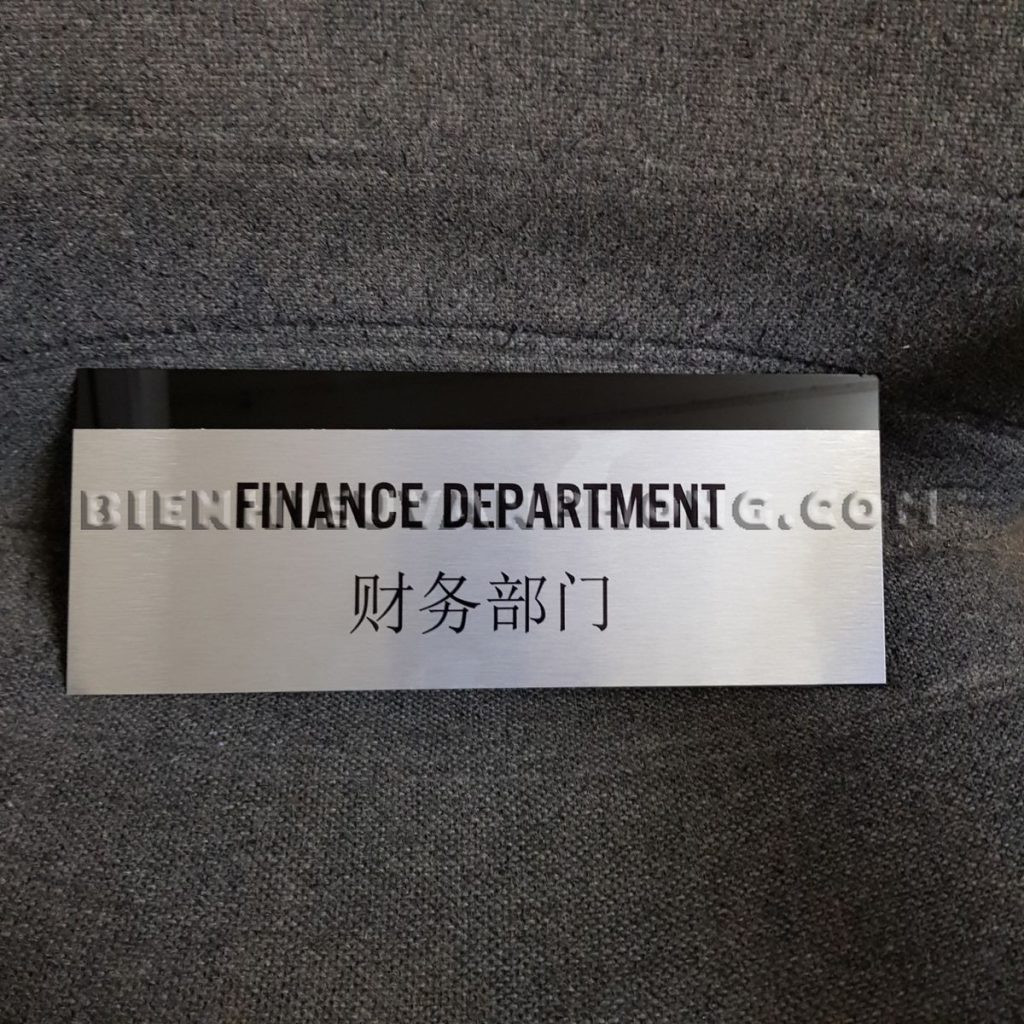 FINANCE DEPARTMENT
财务部门